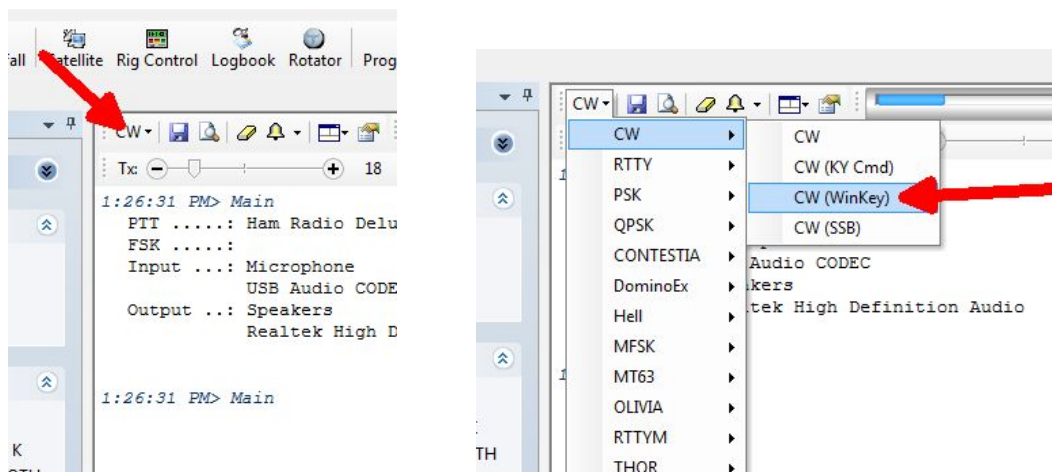 all
Satellite
Rig Control
Logbook
Rotator
Prog
CW
Tx:
18
1:26:31 PM> Main
PTT .....: Ham Radio Delu
FSK .....:
Input ...: Microphone
USB Audio CODE
Output ..: Speakers
Realtek High D
1:26:31 PM> Main
K
CW
CW
RTTY
PSK
QPSK
CONTESTIA
DominoEx
Hell
MFSK
MT63
OLIVIA
RTTYM
THOR
CW
CW (KY Cmd)
CW (WinKey)
CW (SSB)
Audio CODEC
kers
tek High Definition Audio
TH